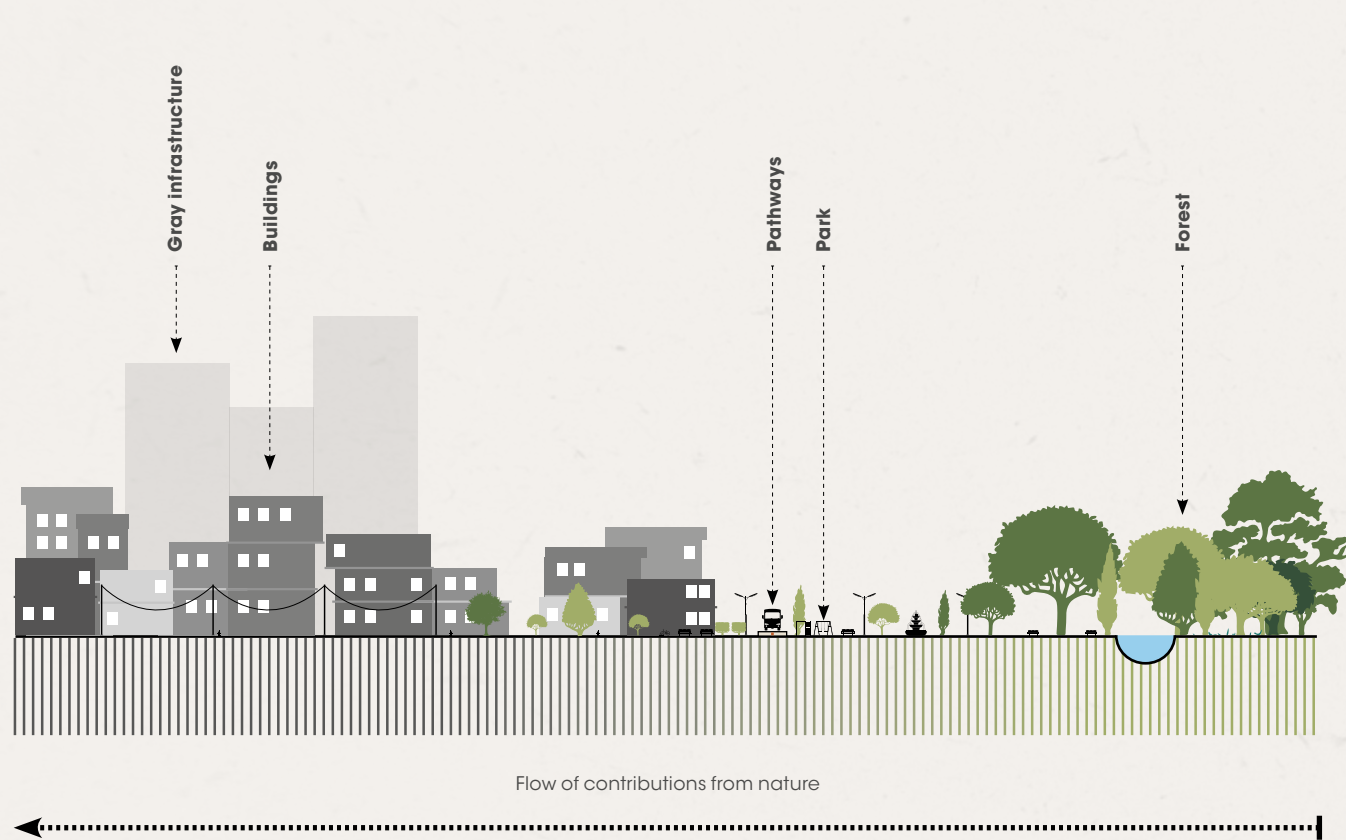 Gray infrastructure
Buildings
Pathways
Park
Forest
Flow of contributions from nature